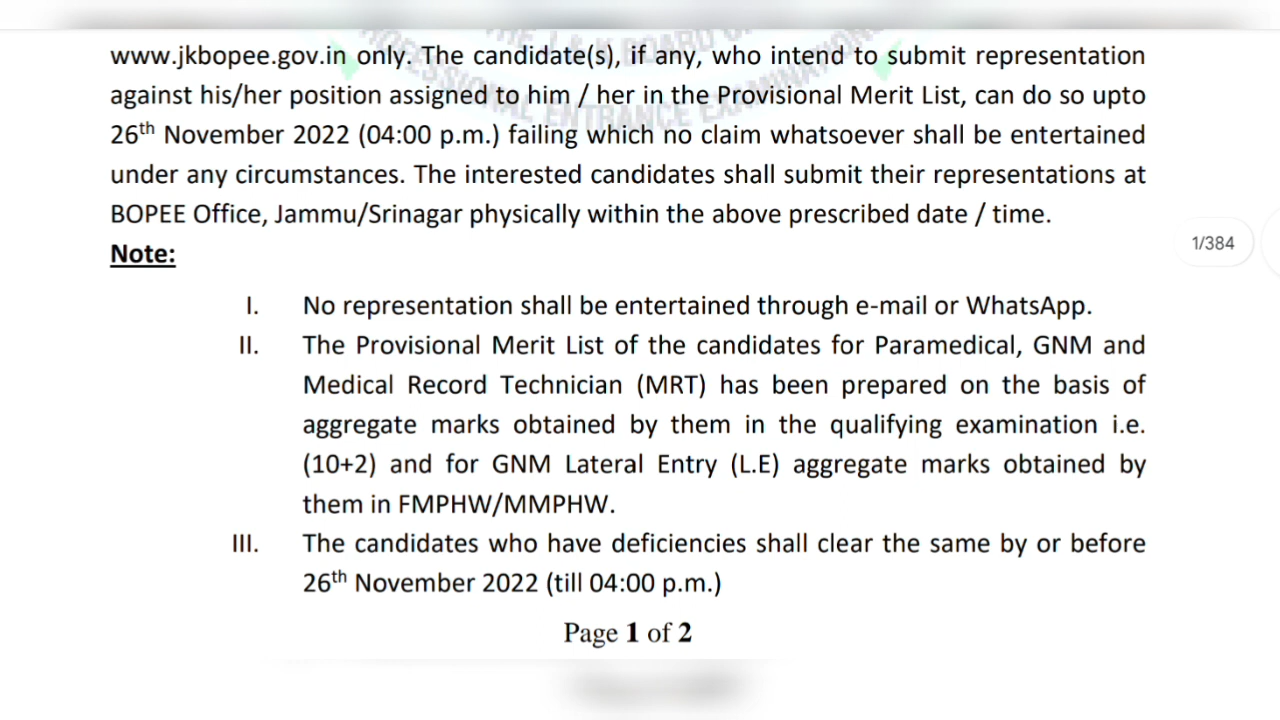 THE J & K BOARD OF
PROFESSIONAL ENTRANCE EXAMINATION
www.jkbopee.gov.in only. The candidate(s), if any, who intend to submit representation
against his/her position assigned to him / her in the Provisional Merit List, can do so upto
26th November 2022 (04:00 p.m.) failing which no claim whatsoever shall be entertained
under any circumstances. The interested candidates shall submit their representations at
BOPEE Office, Jammu/Srinagar physically within the above prescribed date / time.
1/384
Note:
I. No representation shall be entertained through e-mail or WhatsApp.
II. The Provisional Merit List of the candidates for Paramedical, GNM and
Medical Record Technician (MRT) has been prepared on the basis of
aggregate marks obtained by them in the qualifying examination i.e.
(10+2) and for GNM Lateral Entry (L.E) aggregate marks obtained by
them in FMPHW/MMPHW.
III. The candidates who have deficiencies shall clear the same by or before
26th November 2022 (till 04:00 p.m.)
Page 1 of 2